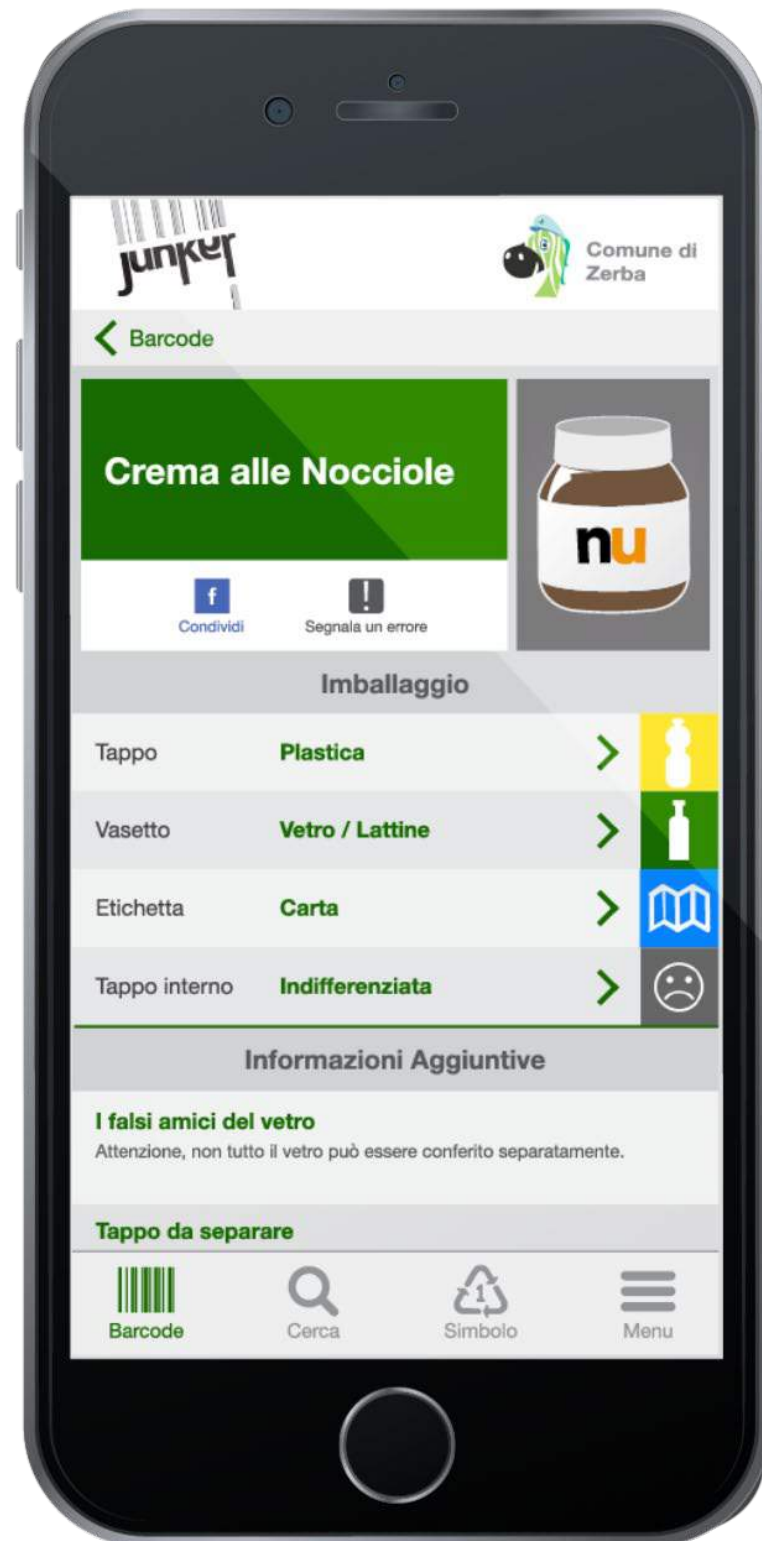 junker
Comune di
Zerba
Barcode
Crema alle Nocciole
nu
f
Condividi
!
Segnala un errore
Imballaggio
Tappo Plastica
Vasetto Vetro / Lattine
Etichetta Carta
Tappo interno Indifferenziata
Informazioni Aggiuntive
I falsi amici del vetro
Attenzione, non tutto il vetro può essere conferito separatamente.
Tappo da separare
1
Barcode Cerca Simbolo Menu